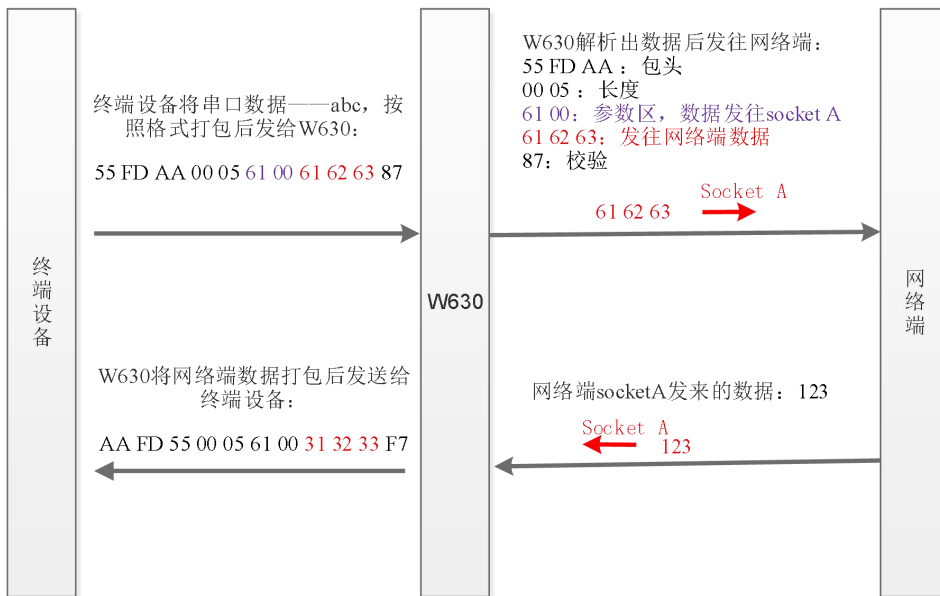 终端设备
终端设备将串口数据——abc，按
照格式打包后发给W630：
55 FD AA 00 05 61 00 61 62 63 87
W630
W630解析出数据后发往网络端：
55 FD AA：包头
00 05：长度
61 00：参数区，数据发往socket A
61 62 63：发往网络端数据
87：校验
Socket A
61 62 63
网络端
W630将网络端数据打包后发送给
终端设备：
AA FD 55 00 05 61 00 31 32 33 F7
网络端socketA发来的数据：123
Socket A
123